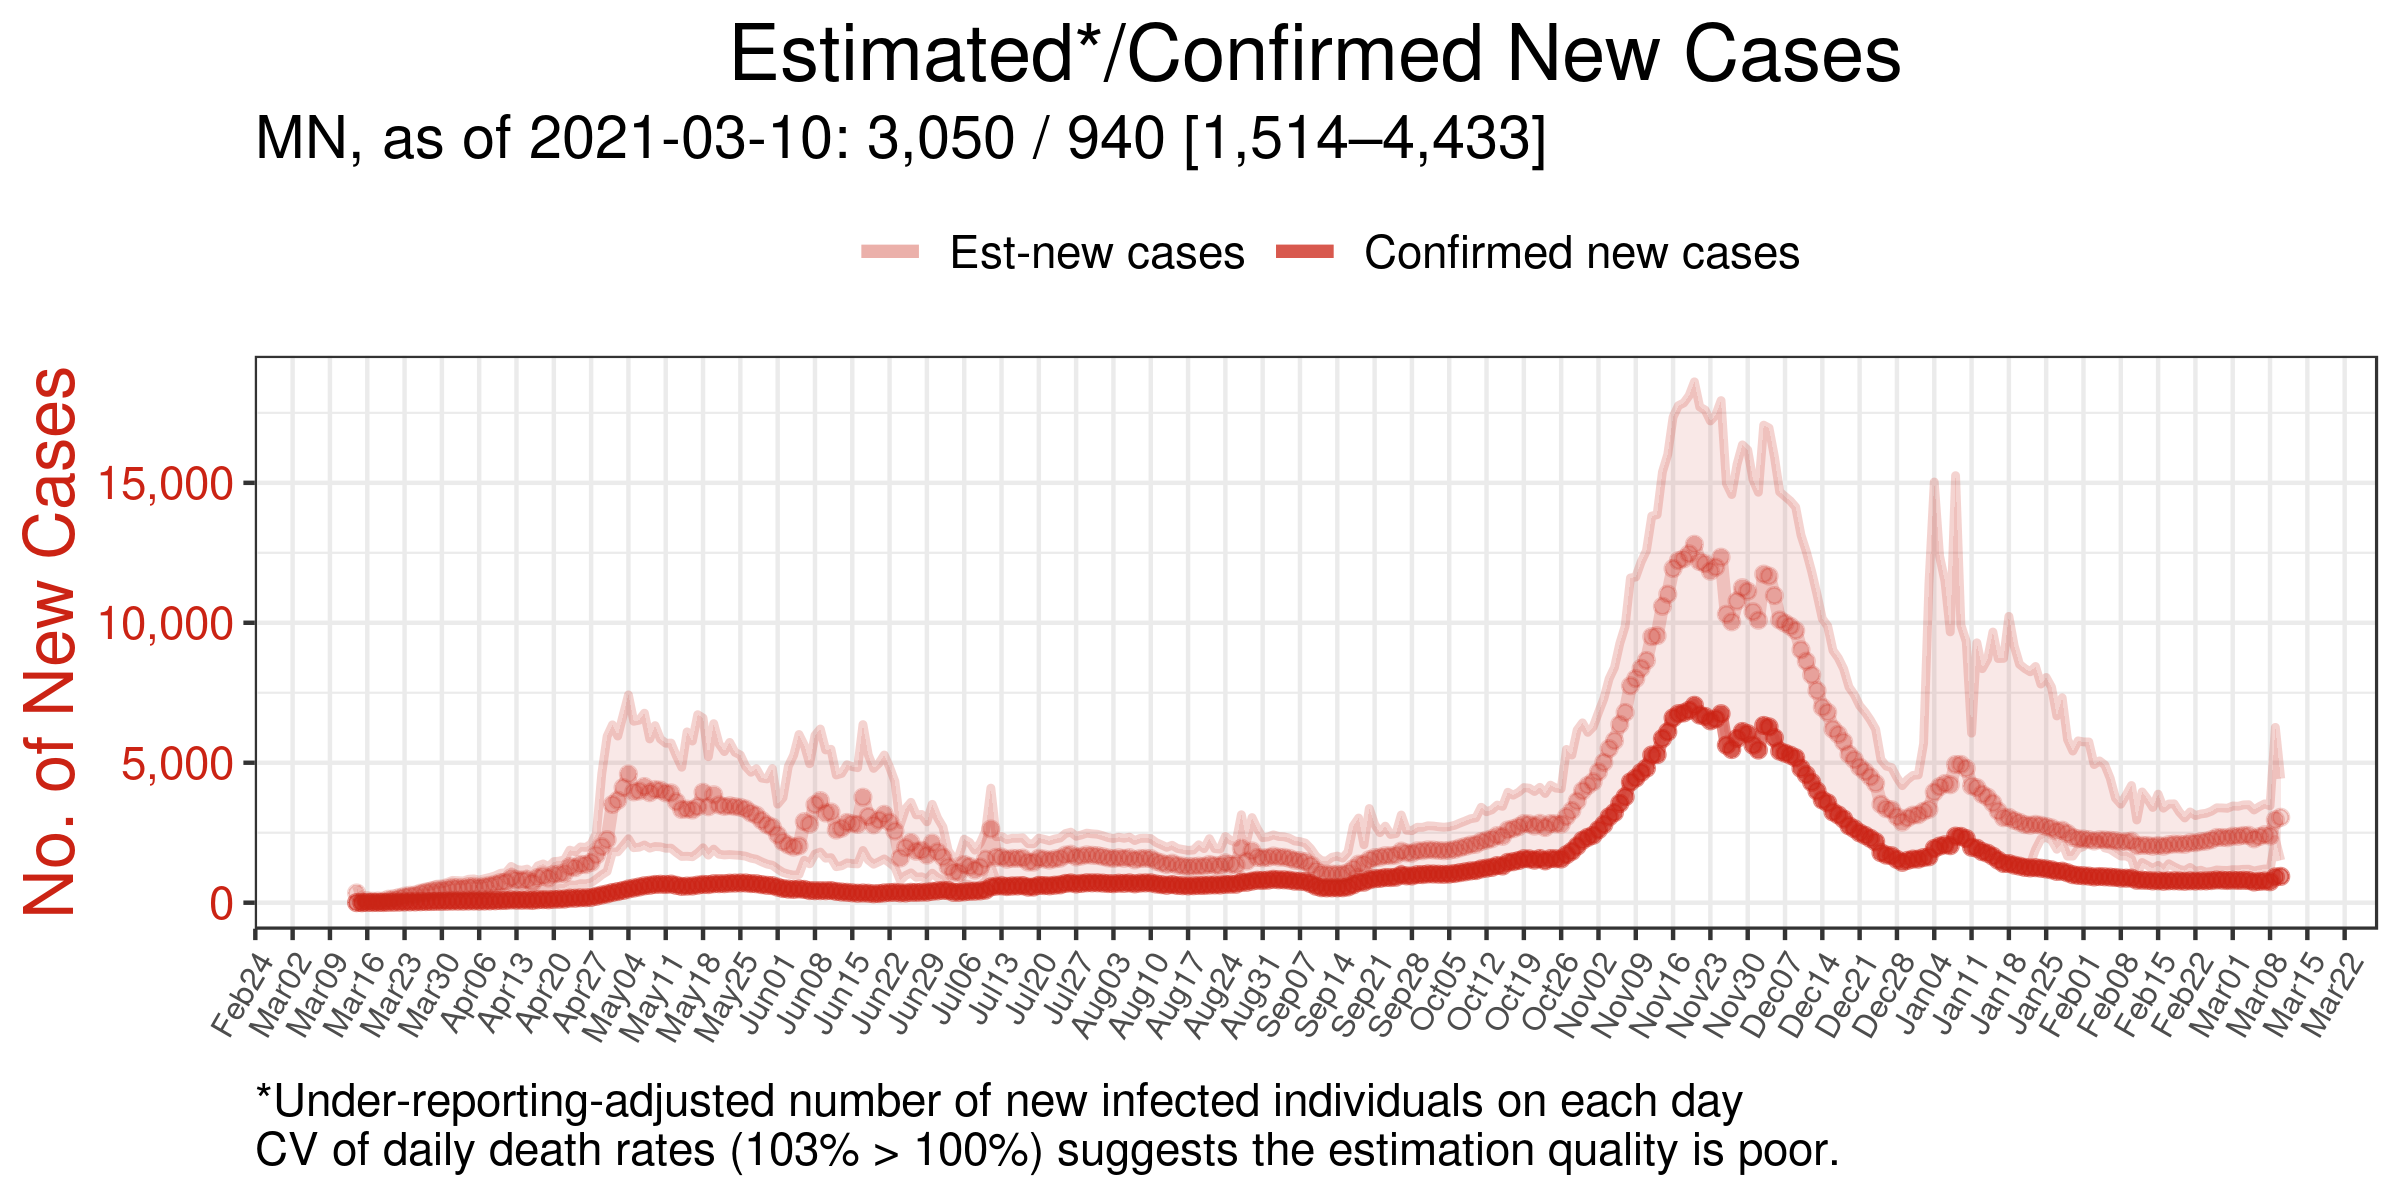 Estimated*/Confirmed New Cases
MN, as of 2021-03-10: 3,050 / 940 [1,514–4,433]
Est-new cases Confirmed new cases
No. of New Cases
15,000
10,000
5,000
0
Feb24 Mar02 Mar09 Mar16 Mar23 Mar30 Apr06 Apr13 Apr20 Apr27 May04 May11 May18 May25 Jun01 Jun08 Jun15 Jun22 Jun29 Jul06 Jul13 Jul20 Jul27 Aug03 Aug10 Aug17 Aug24 Aug31 Sep07 Sep14 Sep21 Sep28 Oct05 Oct12 Oct19 Oct26 Nov02 Nov09 Nov16 Nov23 Nov30 Dec07 Dec14 Dec21 Dec28 Jan04 Jan11 Jan18 Jan25 Feb01 Feb08 Feb15 Feb22 Mar01 Mar08 Mar15 Mar22
*Under-reporting-adjusted number of new infected individuals on each day
CV of daily death rates (103% > 100%) suggests the estimation quality is poor.